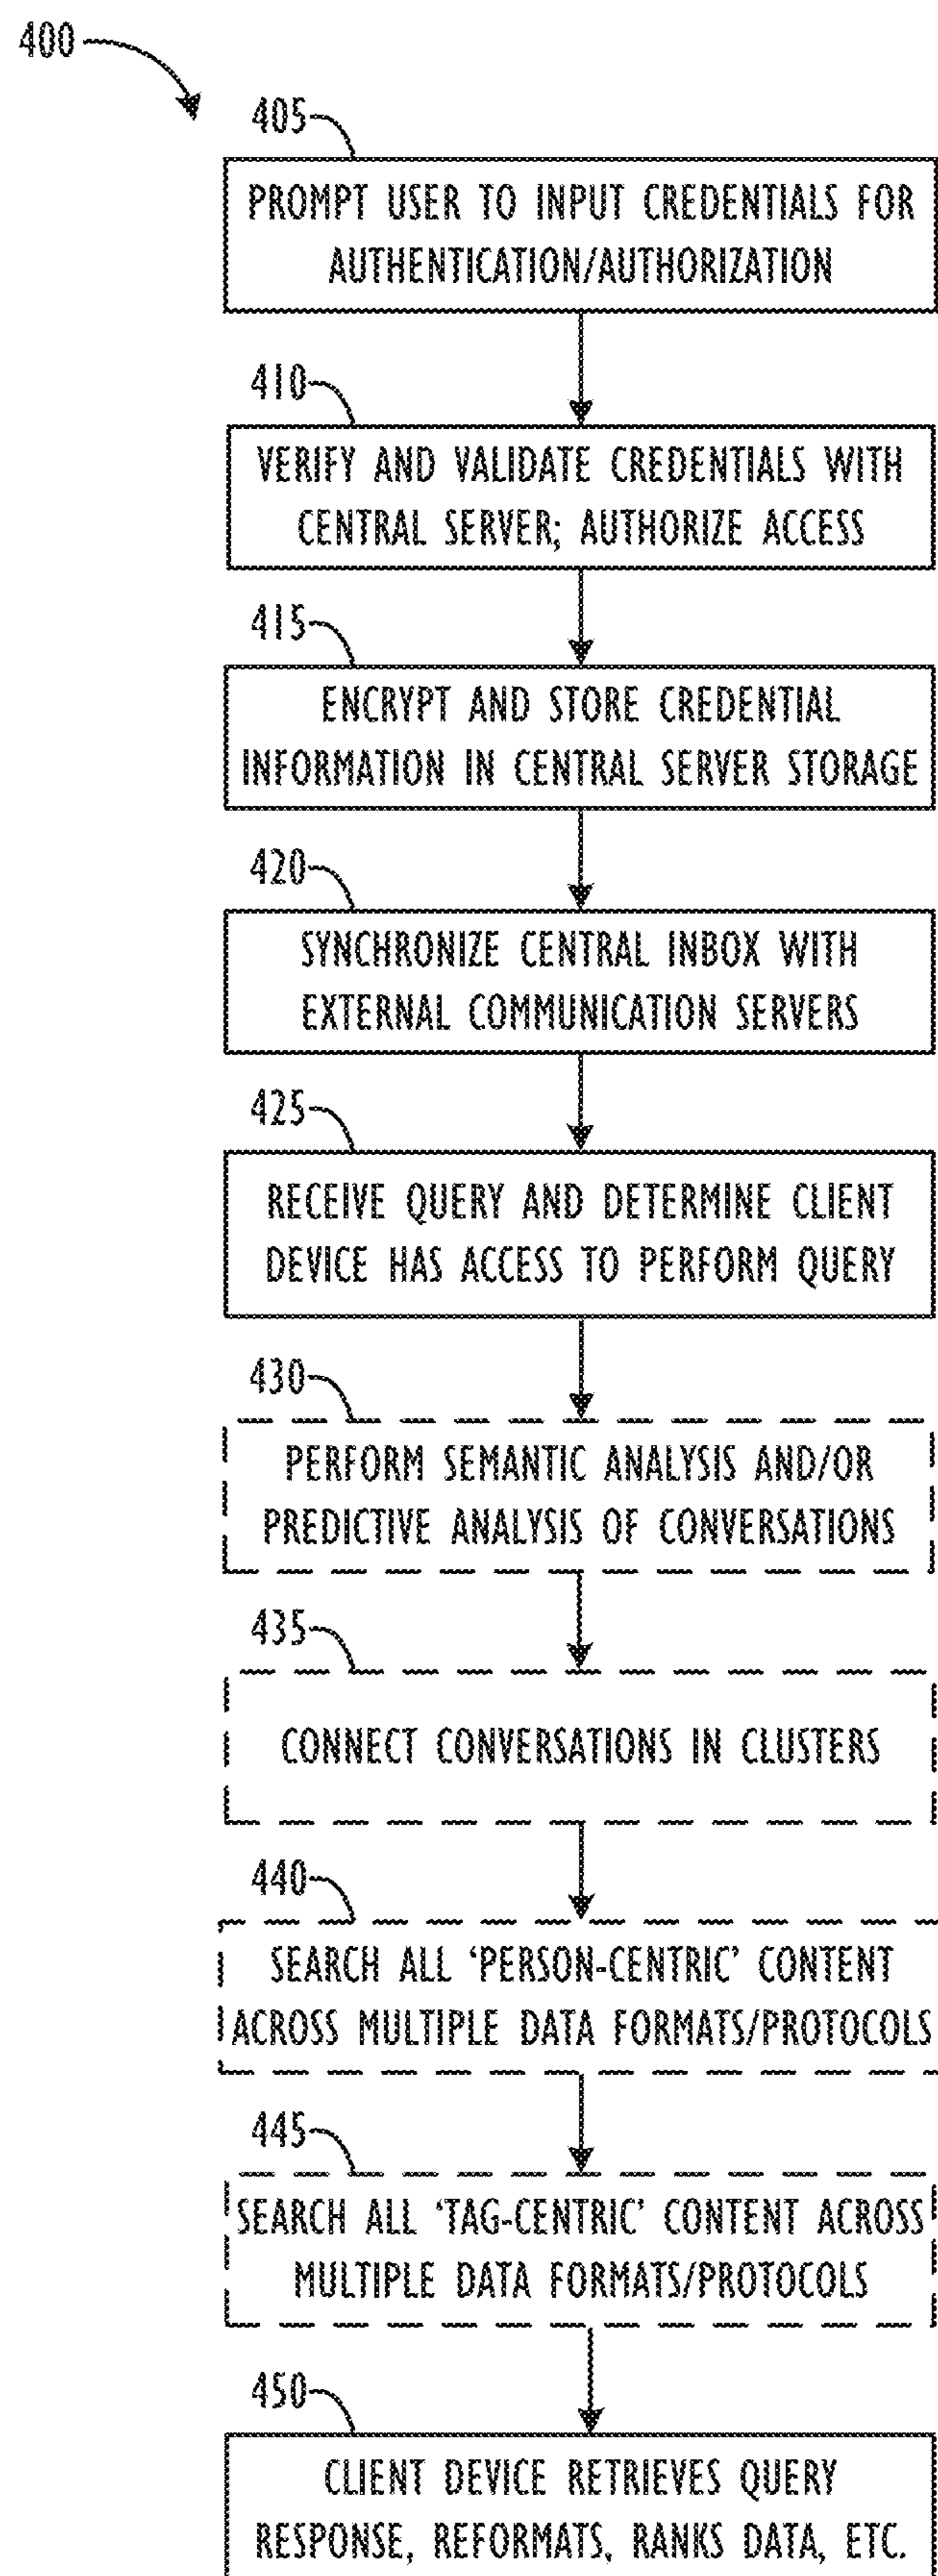 400
405
PROMPT USER TO INPUT CREDENTIALS FOR
AUTHENTICATION/AUTHORIZATION
410
VERIFY AND VALIDATE CREDENTIALS WITH
CENTRAL SERVER; AUTHORIZE ACCESS
415
ENCRYPT AND STORE CREDENTIAL
INFORMATION IN CENTRAL SERVER STORAGE
420
SYNCHRONIZE CENTRAL INBOX WITH
EXTERNAL COMMUNICATION SERVERS
425
RECEIVE QUERY AND DETERMINE CLIENT
DEVICE HAS ACCESS TO PERFORM QUERY
430
PERFORM SEMANTIC ANALYSIS AND/OR
PREDICTIVE ANALYSIS OF CONVERSATIONS
435
CONNECT CONVERSATIONS IN CLUSTERS
440
SEARCH ALL ‘PERSON-CENTRIC’ CONTENT
ACROSS MULTIPLE DATA FORMATS/PROTOCOLS
445
SEARCH ALL ‘TAG-CENTRIC’ CONTENT ACROSS
MULTIPLE DATA FORMATS/PROTOCOLS
450
CLIENT DEVICE RETRIEVES QUERY
RESPONSE, REFORMATS, RANKS DATA, ETC.